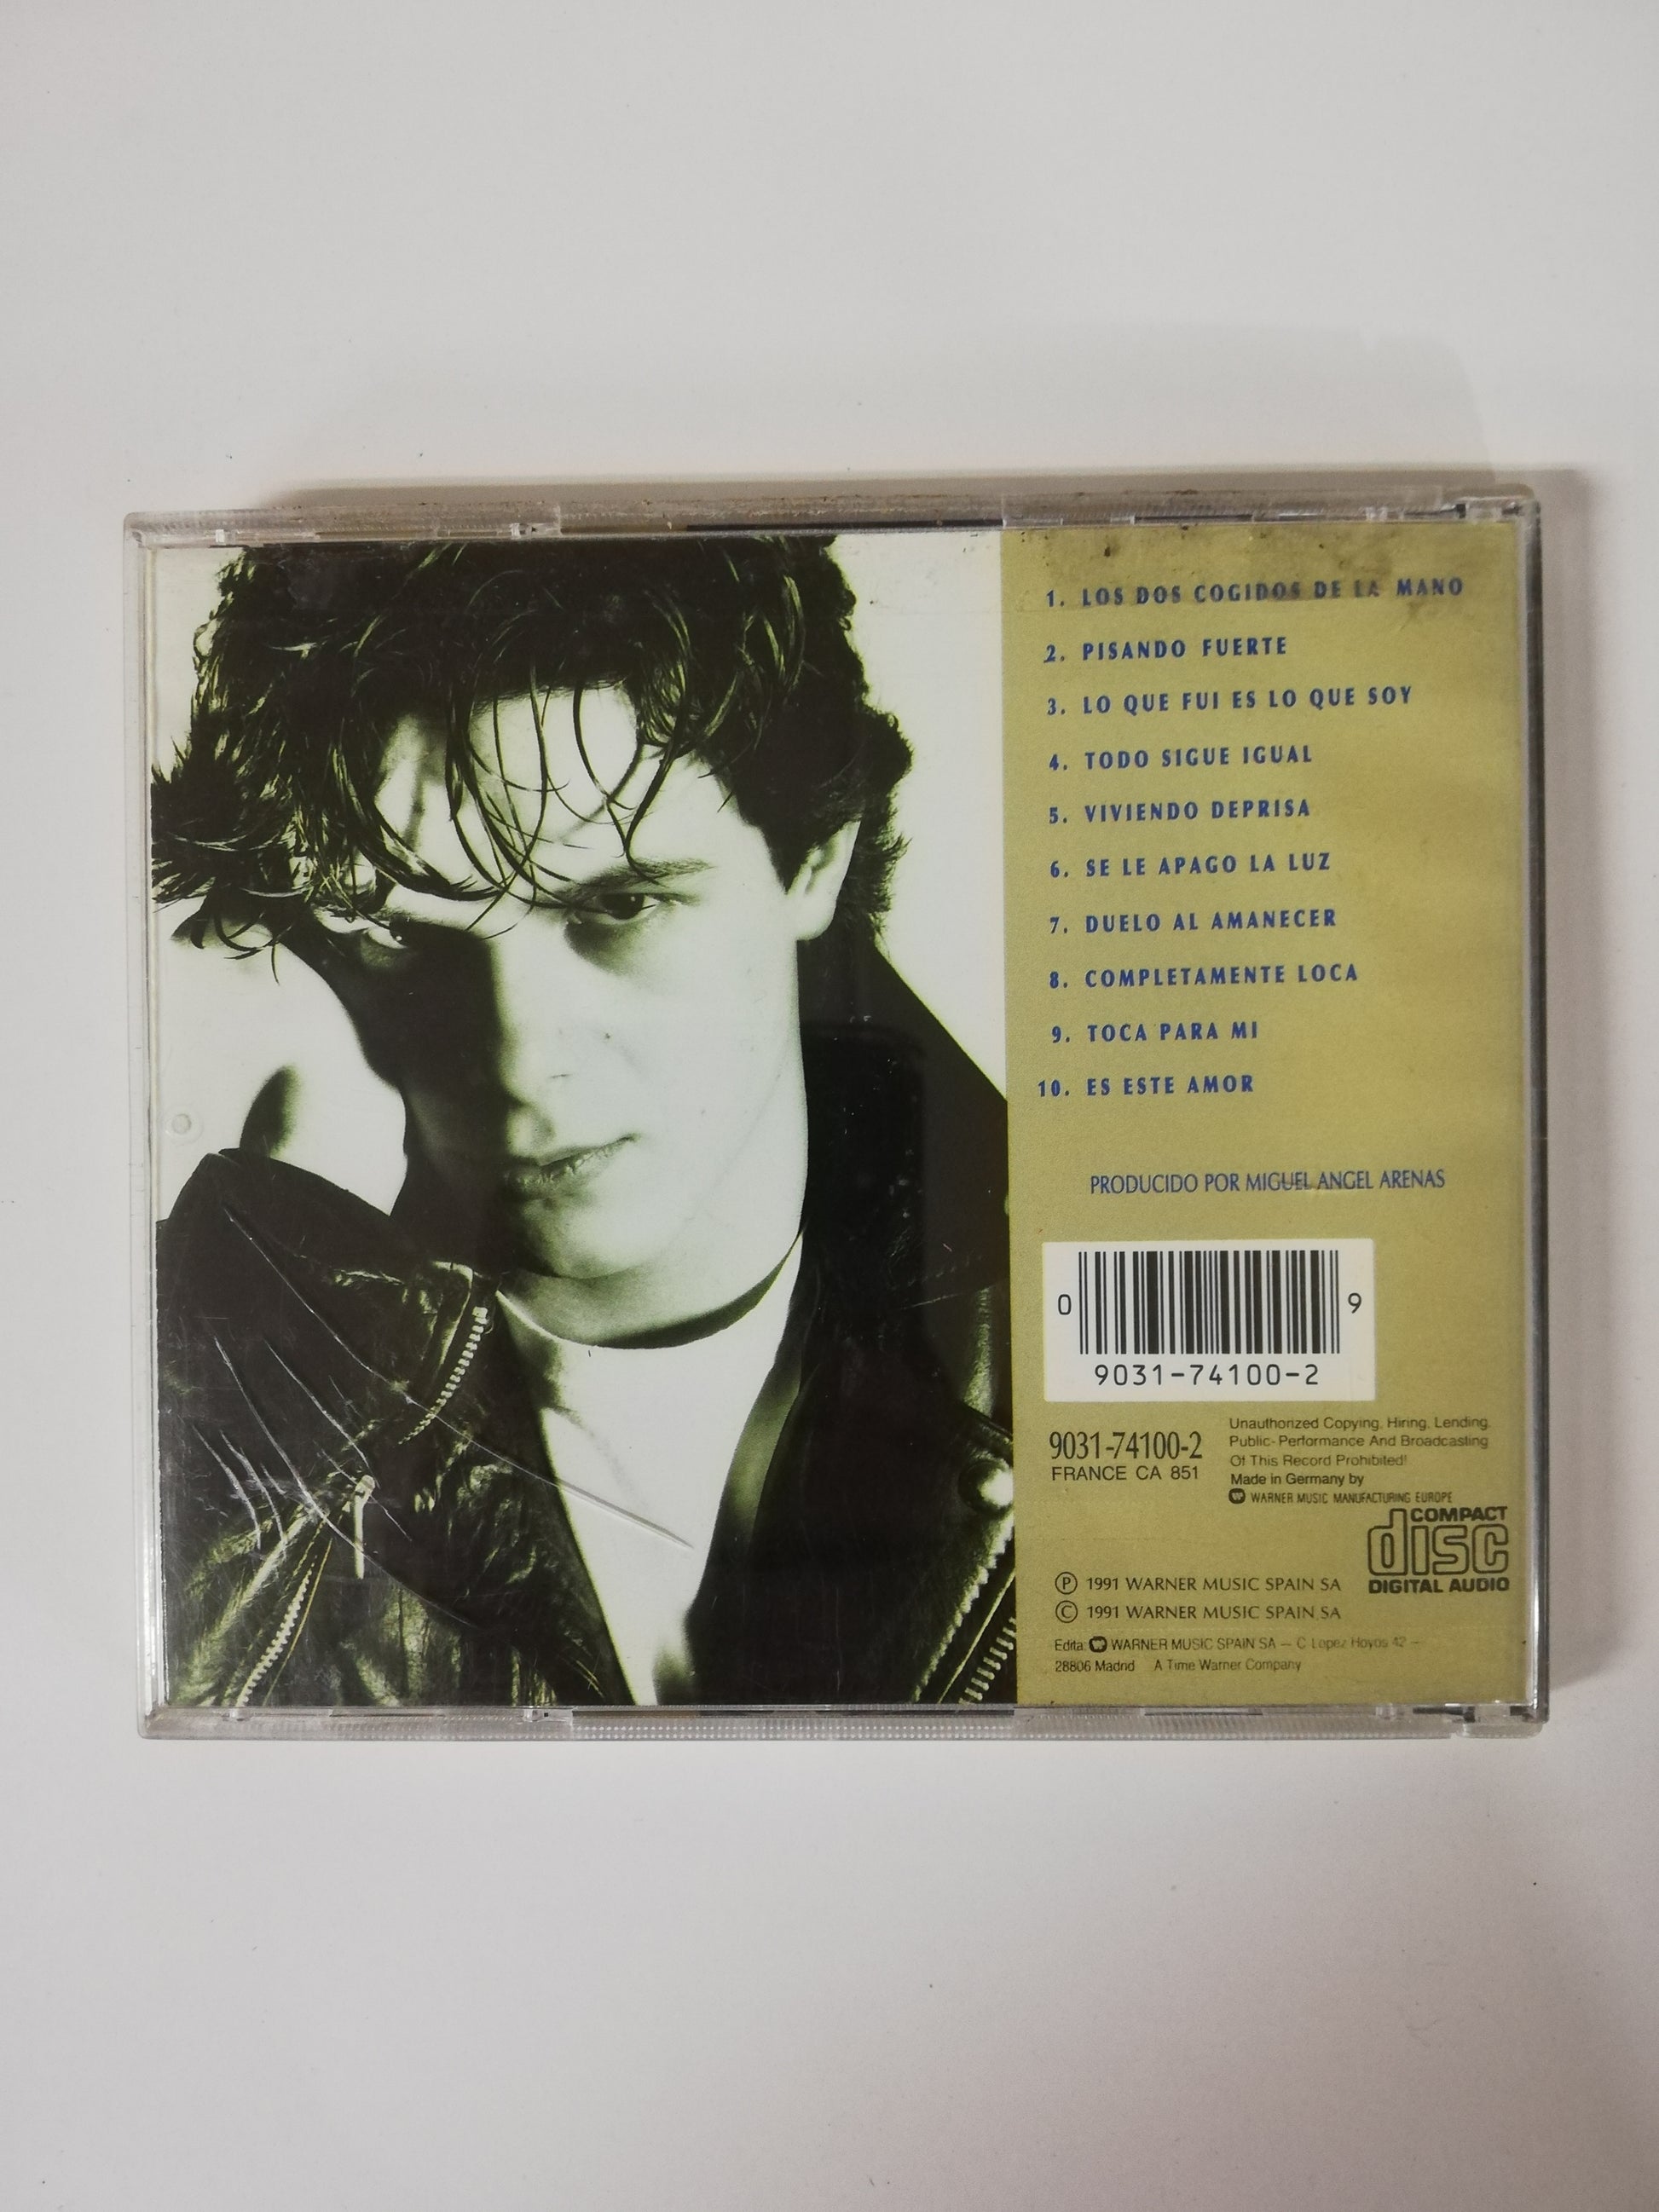 1. LOS DOS COGIDOS DE LA MANO
2. PISANDO FUERTE
3. LO QUE FUI ES LO QUE SOY
4. TODO SIGUE IGUAL
5. VIVIENDO DEPRISA
6. SE LE APAGO LA LUZ
7. DUELO AL AMANECER
8. COMPLETAMENTE LOCA
9. TOCA PARA MI
10. ES ESTE AMOR
PRODUCIDO POR MIGUEL ANGEL ARENAS
0 9
9031-74100-2
9031-74100-2
FRANCE CA 851
Unauthorized Copying, Hiring, Lending,
Public-Performance And Broadcasting
Of This Record Prohibited!
Made in Germany by
WARNER MUSIC MANUFACTURING EUROPE
COMPACT
disc
DIGITAL AUDIO
Ⓟ 1991 WARNER MUSIC SPAIN SA
© 1991 WARNER MUSIC SPAIN SA
Edita: WARNER MUSIC SPAIN SA – C Lopez Hoyos 42 –
28806 Madrid A Time Warner Company